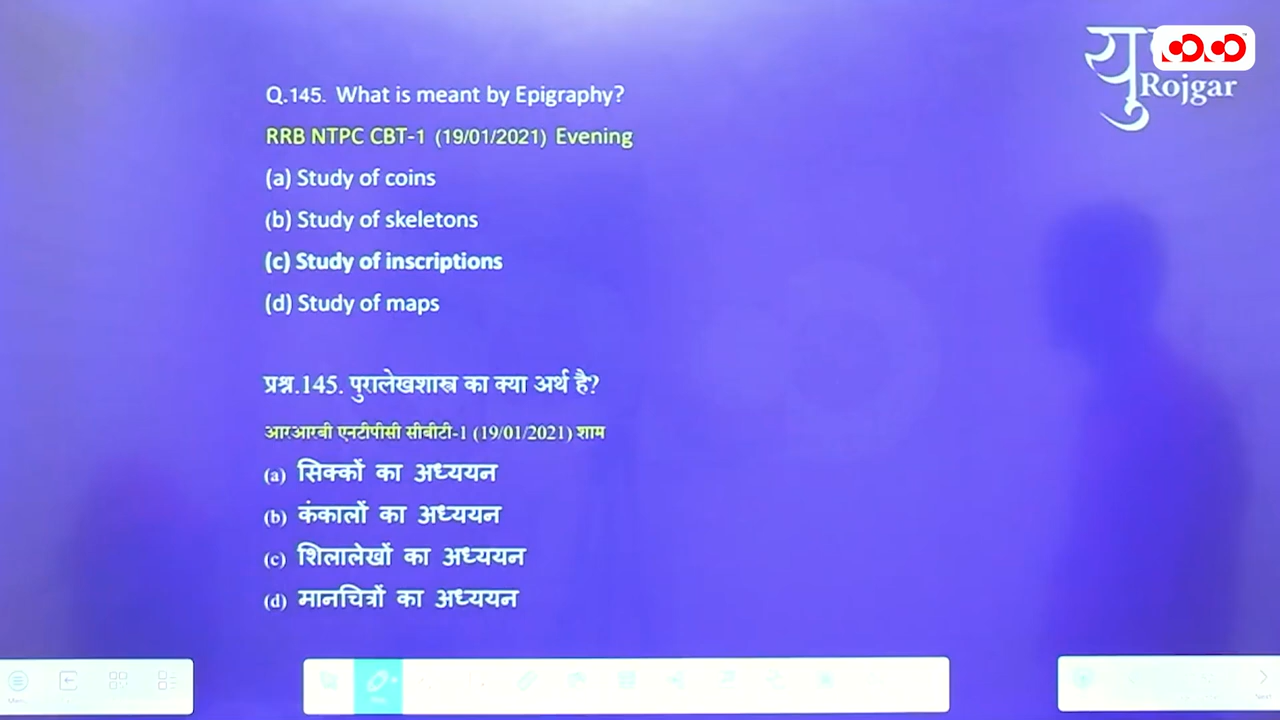 Q.145. What is meant by Epigraphy?
RRB NTPC CBT-1 (19/01/2021) Evening
(a) Study of coins
(b) Study of skeletons
(c) Study of inscriptions
(d) Study of maps
प्रश्न.145. पुरालेखशास्त्र का क्या अर्थ है?
आरआरबी एनटीपीसी सीबीटी-1 (19/01/2021) शाम
(a) सिक्कों का अध्ययन
(b) कंकालों का अध्ययन
(c) शिलालेखों का अध्ययन
(d) मानचित्रों का अध्ययन
Rojgar